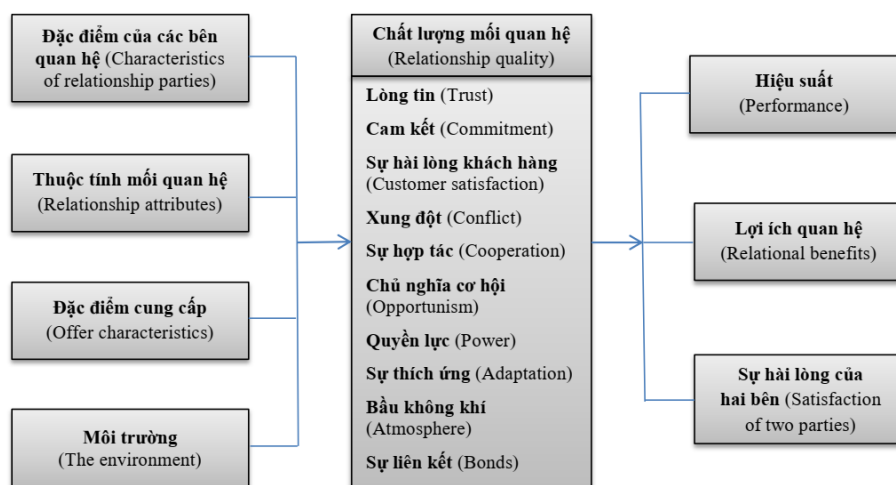 Đặc điểm của các bên
quan hệ (Characteristics
of relationship parties)
Thuộc tính mối quan hệ
(Relationship attributes)
Đặc điểm cung cấp
(Offer characteristics)
Môi trường
(The environment)
Chất lượng mối quan hệ
(Relationship quality)
Lòng tin (Trust)
Cam kết (Commitment)
Sự hài lòng khách hàng
(Customer satisfaction)
Xung đột (Conflict)
Sự hợp tác (Cooperation)
Chủ nghĩa cơ hội
(Opportunism)
Quyền lực (Power)
Sự thích ứng (Adaptation)
Bầu không khí
(Atmosphere)
Sự liên kết (Bonds)
Hiệu suất
(Performance)
Lợi ích quan hệ
(Relational benefits)
Sự hài lòng của
hai bên (Satisfaction
of two parties)